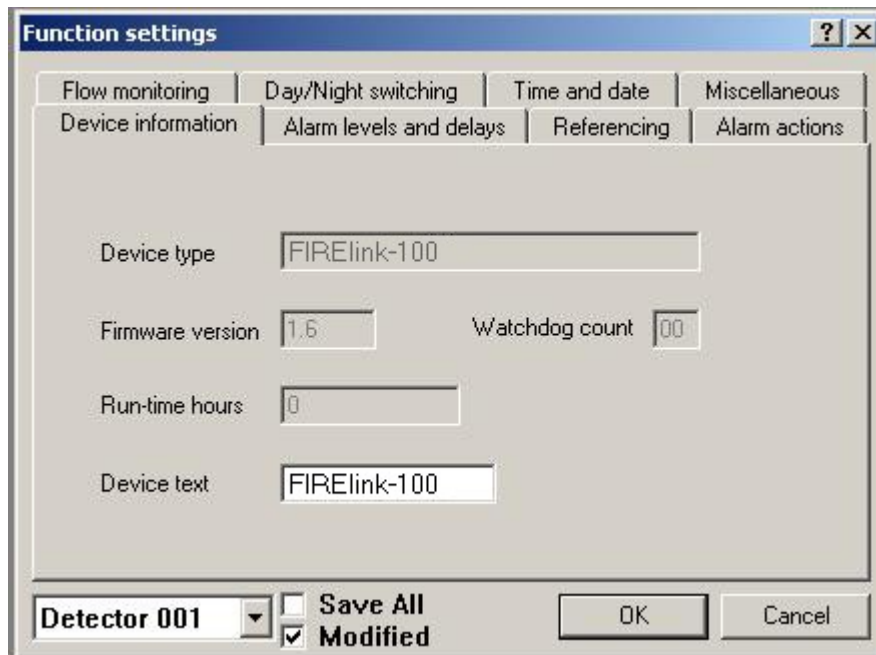 Function settings
Flow monitoring Day/Night switching Time and date Miscellaneous
Device information Alarm levels and delays Referencing Alarm actions
Device type FIRElink-100
Firmware version 1.6 Watchdog count 00
Run-time hours 0
Device text FIRElink-100
Detector 001 Save All OK Cancel
Modified